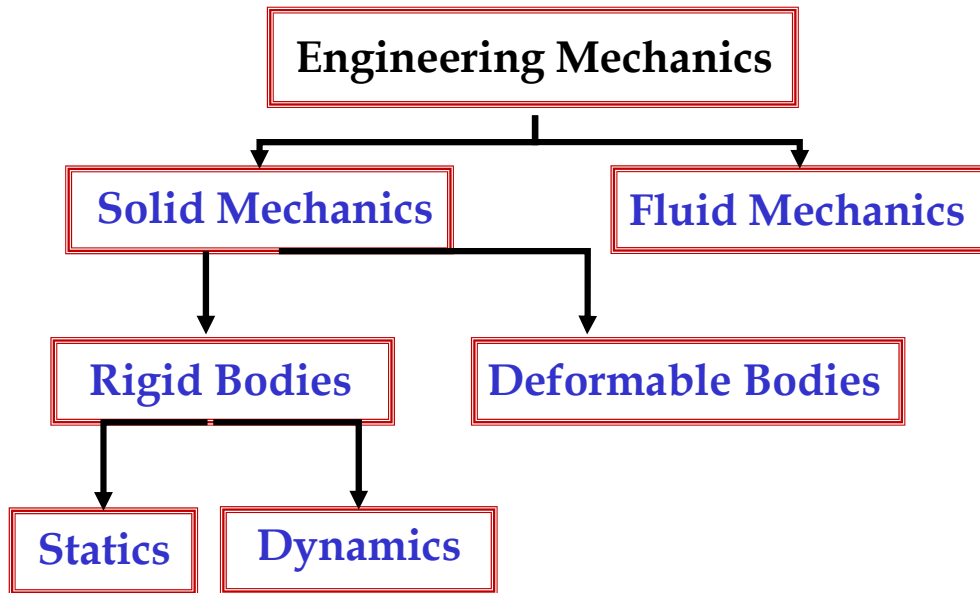 Engineering Mechanics
Solid Mechanics
Fluid Mechanics
Rigid Bodies
Deformable Bodies
Statics
Dynamics